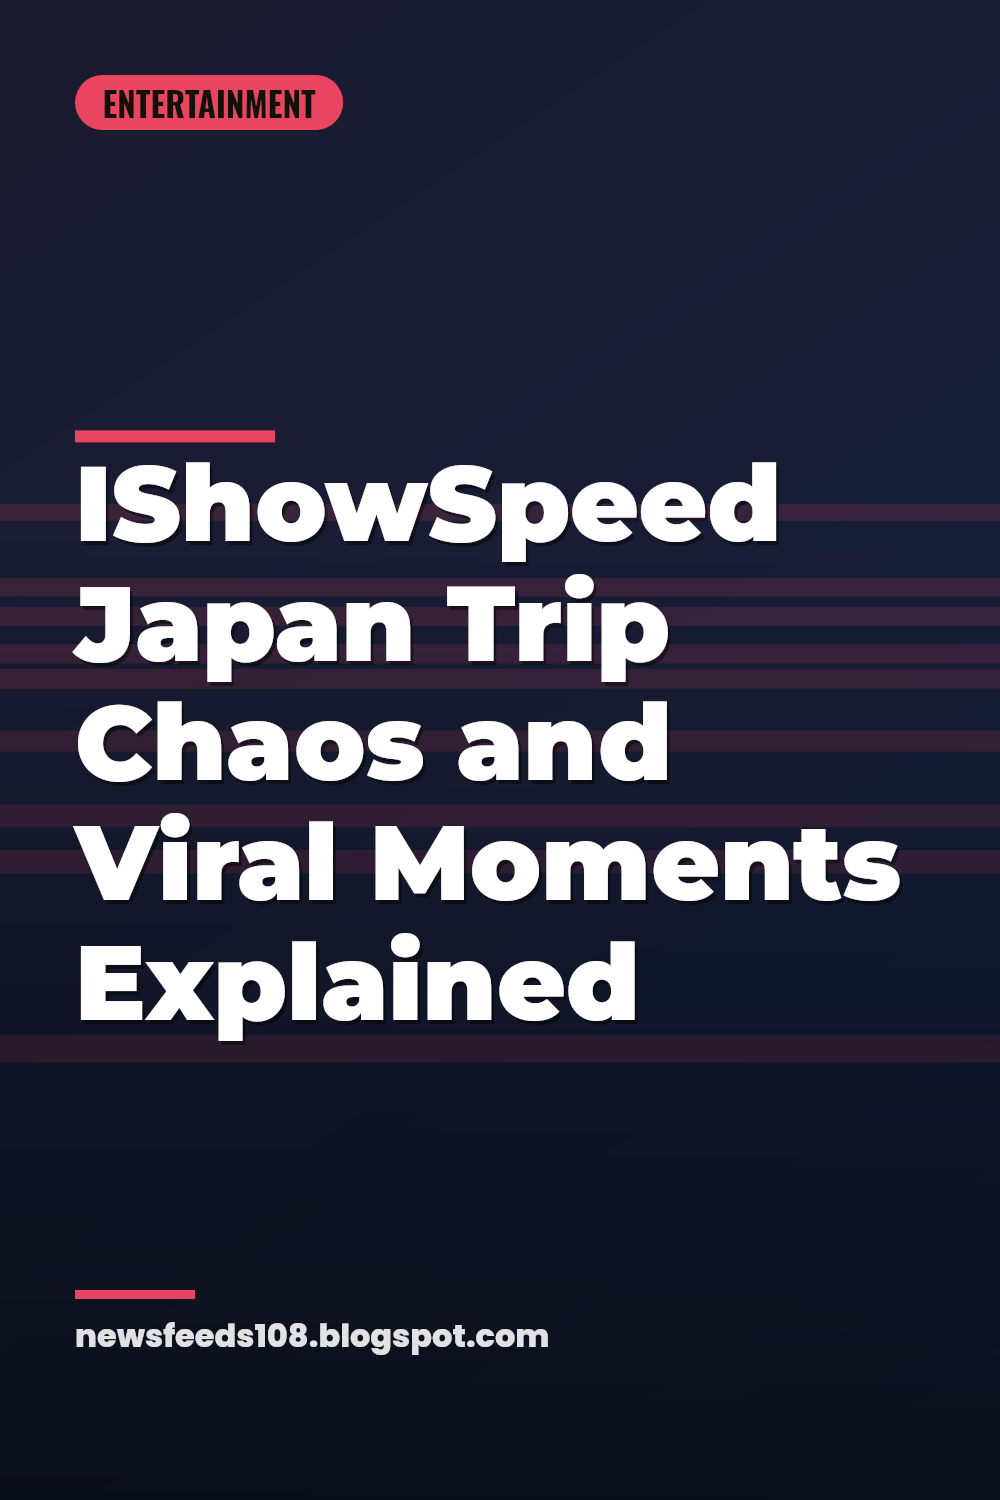 ENTERTAINMENT
IShowSpeed
Japan Trip
Chaos and
Viral Moments
Explained
newsfeeds108.blogspot.com